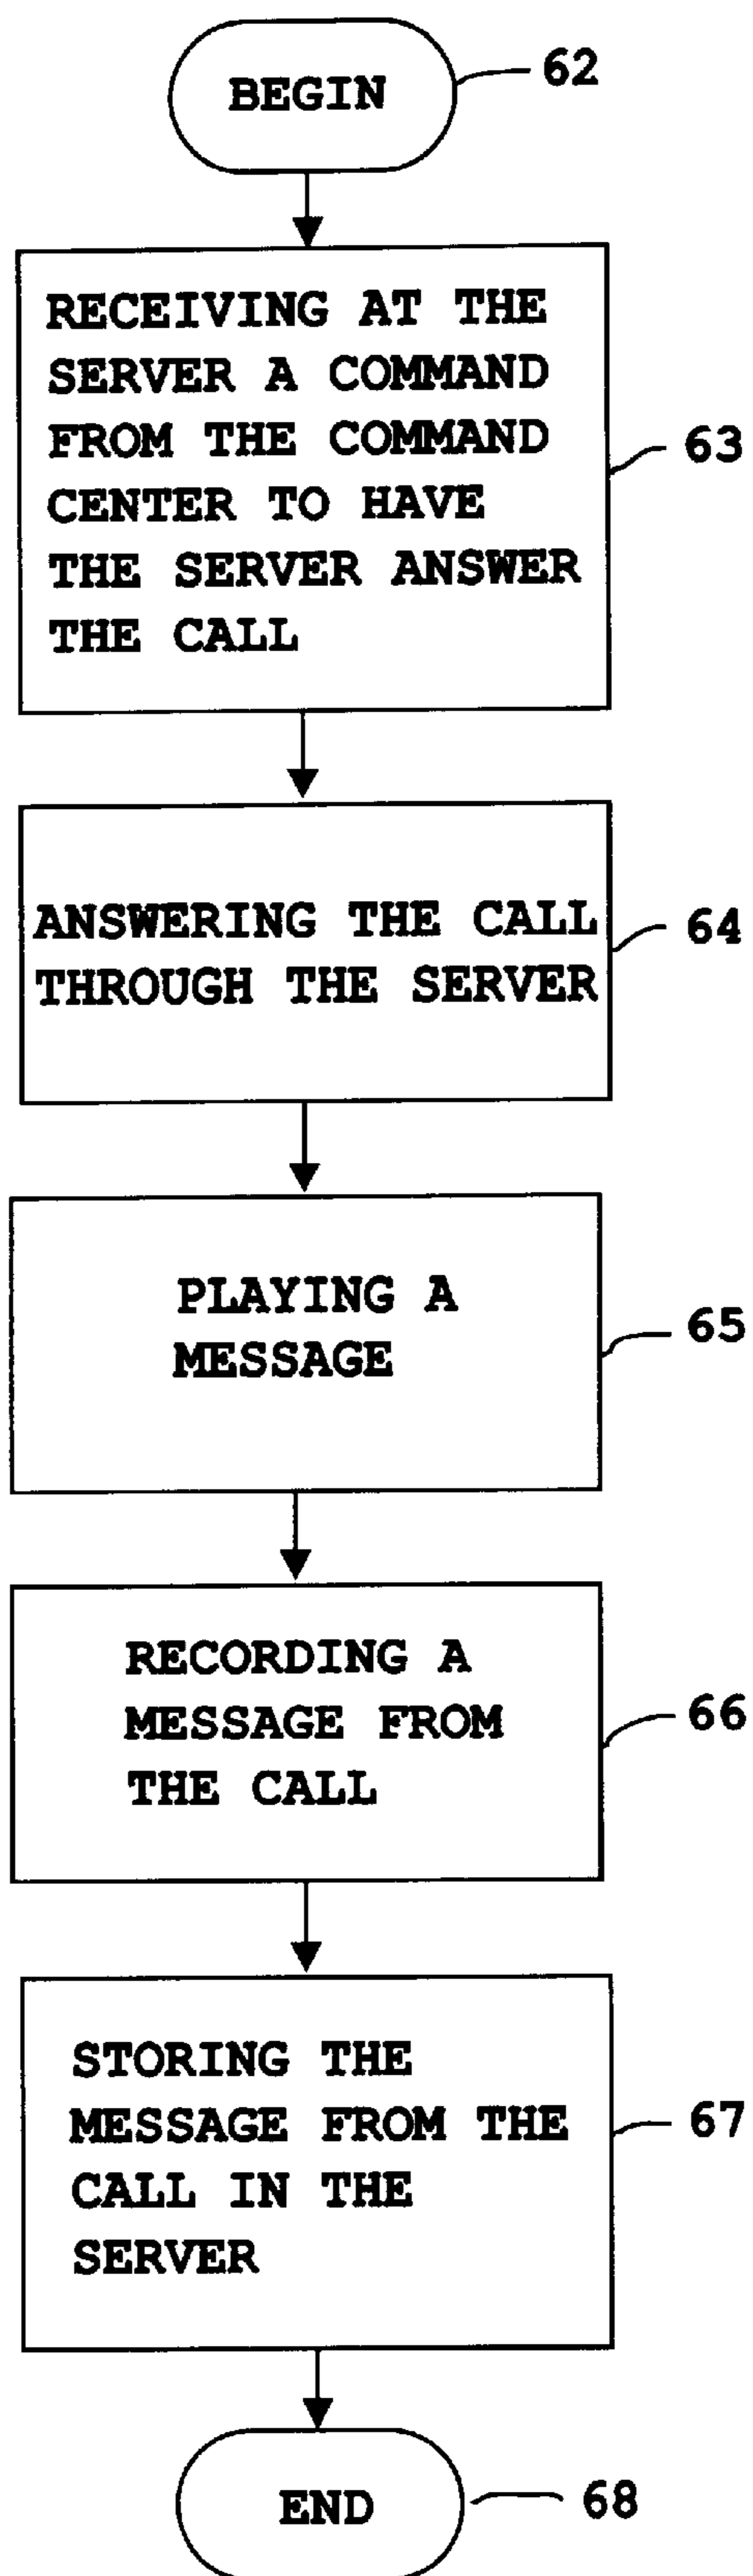 BEGIN
62
RECEIVING AT THE
SERVER A COMMAND
FROM THE COMMAND
CENTER TO HAVE
THE SERVER ANSWER
THE CALL
63
ANSWERING THE CALL
THROUGH THE SERVER
64
PLAYING A
MESSAGE
65
RECORDING A
MESSAGE FROM
THE CALL
66
STORING THE
MESSAGE FROM THE
CALL IN THE
SERVER
67
END
68